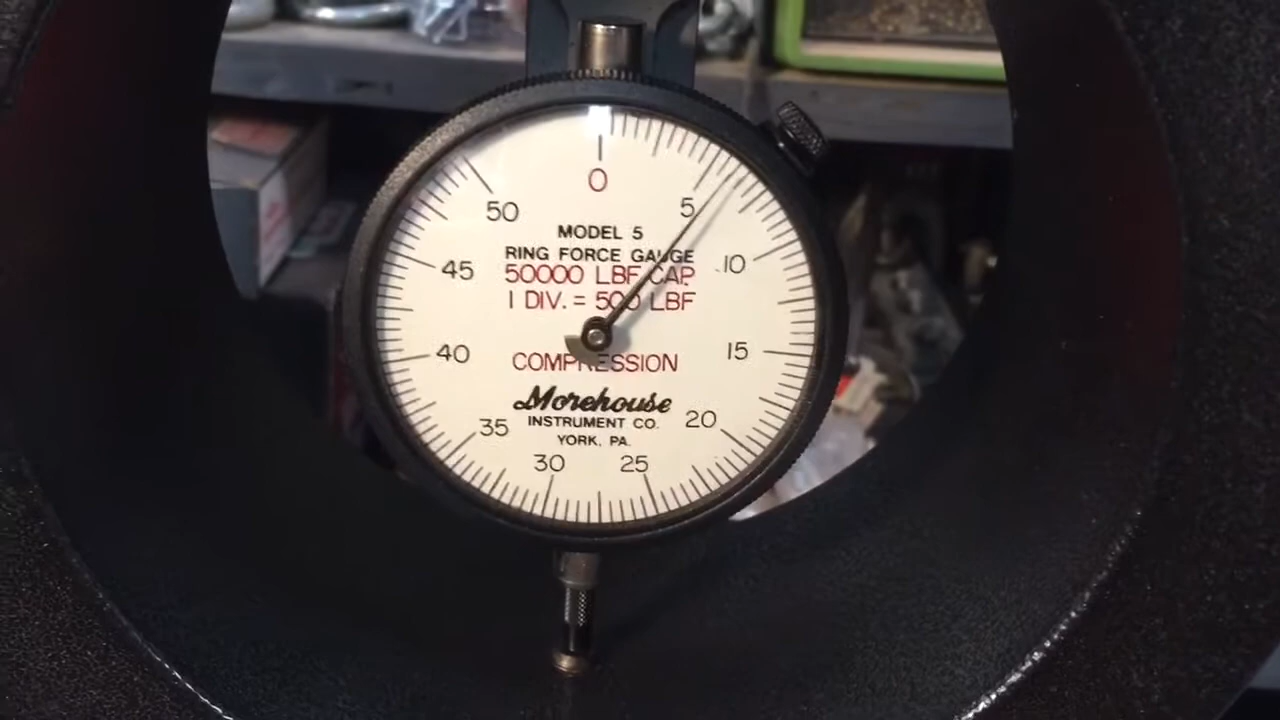 0
50
5
MODEL 5
RING FORCE GAUGE
45
50000 LBF CAP.
10
1 DIV. = 500 LBF
40
COMPRESSION
15
Morehouse
35
INSTRUMENT CO.
20
YORK, PA.
30
25